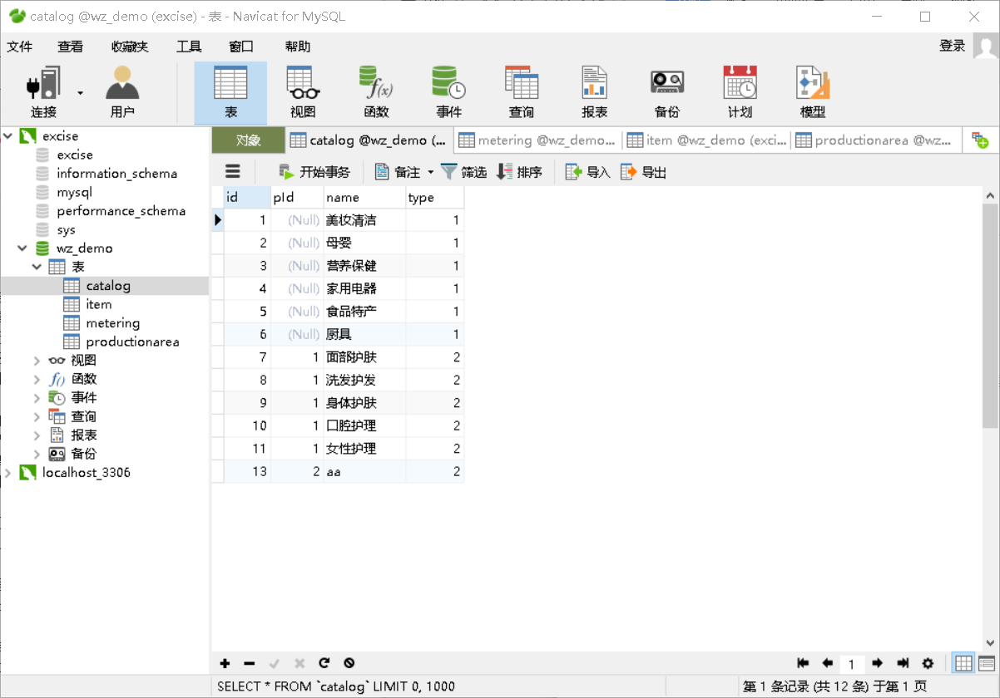 catalog @wz_demo (excise) - 表 - Navicat for MySQL
文件 查看 收藏夹 工具 窗口 帮助 登录
连接 用户 表 视图 函数 事件 查询 报表 备份 计划 模型
对象 catalog @wz_demo (... metering @wz_demo... item @wz_demo (exci... productionarea @wz...
开始事务 备注 筛选 排序 导入 导出
excise
excise
information_schema
mysql
performance_schema
sys
wz_demo
表
catalog
item
metering
productionarea
视图
f() 函数
事件
查询
报表
备份
localhost_3306
id pId name type
1 (Null) 美妆清洁 1
2 (Null) 母婴 1
3 (Null) 营养保健 1
4 (Null) 家用电器 1
5 (Null) 食品特产 1
6 (Null) 厨具 1
7 1 面部护肤 2
8 1 洗发护发 2
9 1 身体护肤 2
10 1 口腔护理 2
11 1 女性护理 2
13 2 aa 2
1
SELECT * FROM `catalog` LIMIT 0, 1000 第 1 条记录 (共 12 条) 于第 1 页